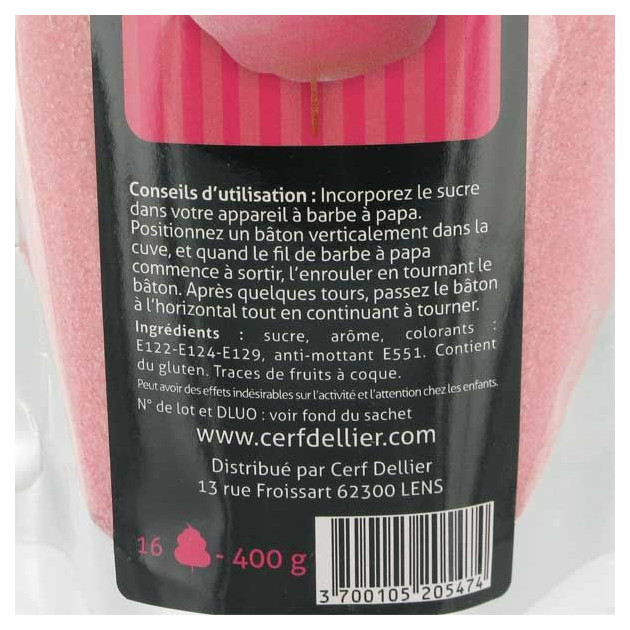 Conseils d'utilisation : Incorporez le sucre
dans votre appareil à barbe à papa.
Positionnez un bâton verticalement dans la
cuve, et quand le fil de barbe à papa
commence à sortir, l'enrouler en tournant le
bâton. Après quelques tours, passez le bâton
à l'horizontal tout en continuant à tourner.
Ingrédients : sucre, arôme, colorants :
E122-E124-E129, anti-mottant E551. Contient
du gluten. Traces de fruits à coque.
Peut avoir des effets indésirables sur l'activité et l'attention chez les enfants.
N° de lot et DLUO : voir fond du sachet
www.cerfdellier.com
Distribué par Cerf Dellier
13 rue Froissart 62300 LENS
16 - 400 g
3 700105 205474